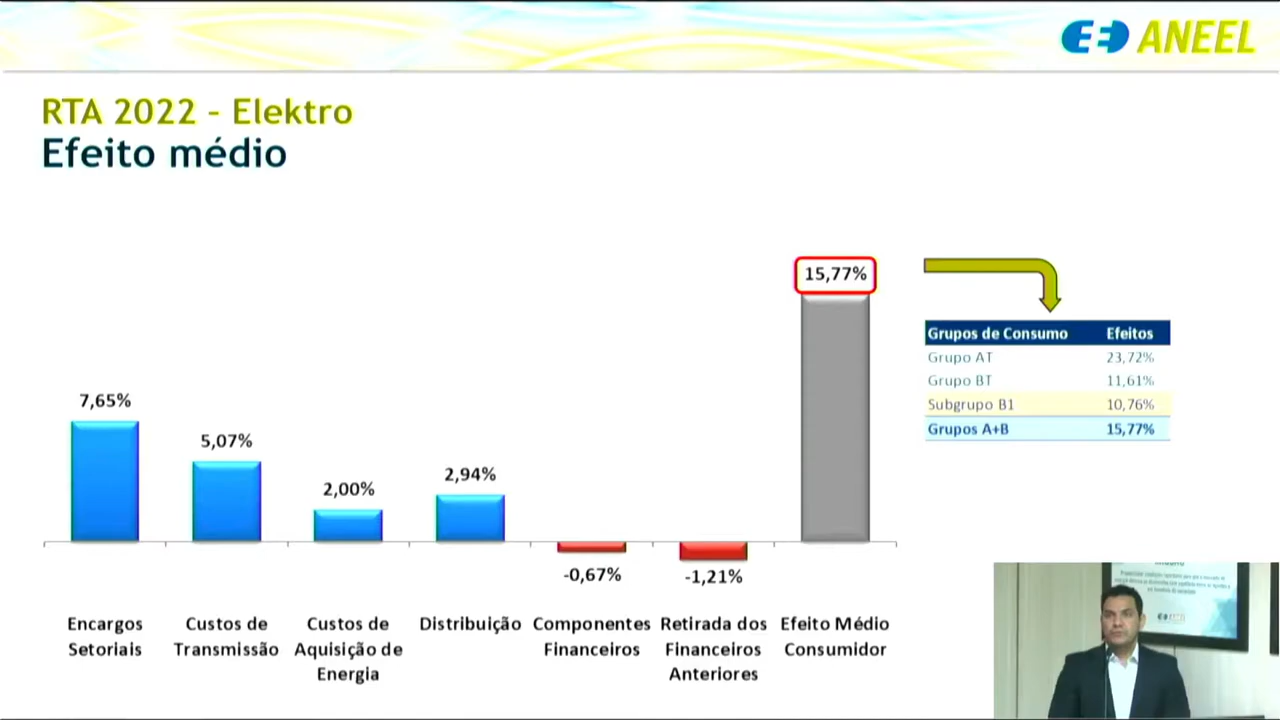 ANEEL
RTA 2022 – Elektro
Efeito médio
15,77%
7,65%
5,07%
2,00%
2,94%
-0,67%
-1,21%
Encargos
Setoriais
Custos de
Transmissão
Custos de
Aquisição de
Energia
Distribuição
Componentes
Financeiros
Retirada dos
Financeiros
Anteriores
Efeito Médio
Consumidor
Grupos de Consumo Efeitos
Grupo AT 23,72%
Grupo BT 11,61%
Subgrupo B1 10,76%
Grupos A+B 15,77%